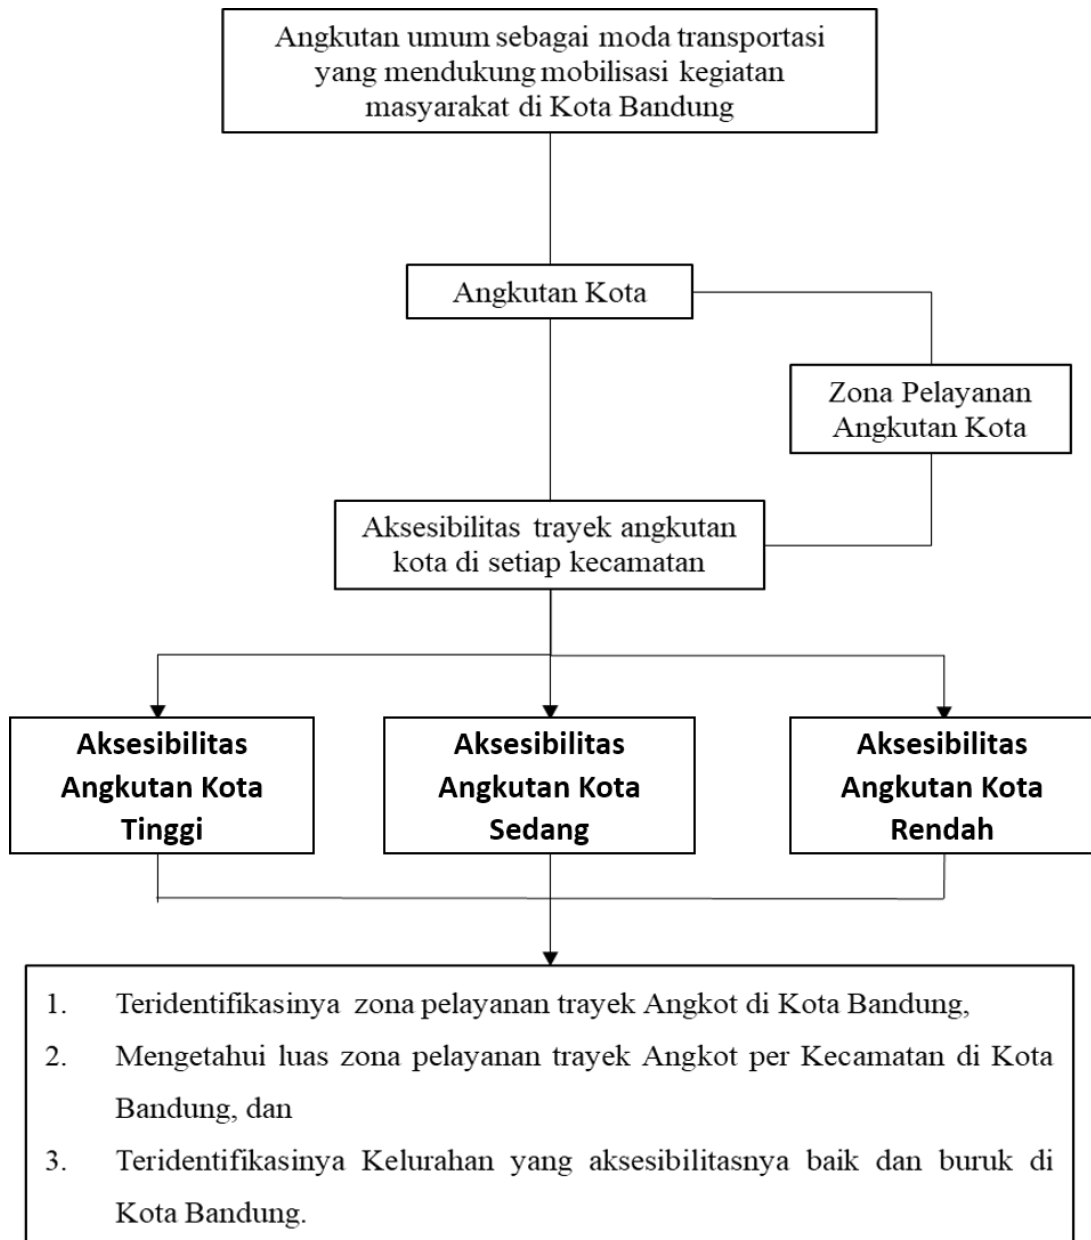 Angkutan umum sebagai moda transportasi
yang mendukung mobilisasi kegiatan
masyarakat di Kota Bandung
Angkutan Kota
Zona Pelayanan
Angkutan Kota
Aksesibilitas trayek angkutan
kota di setiap kecamatan
Aksesibilitas
Angkutan Kota
Tinggi
Aksesibilitas
Angkutan Kota
Sedang
Aksesibilitas
Angkutan Kota
Rendah
1. Teridentifikasinya zona pelayanan trayek Angkot di Kota Bandung,
2. Mengetahui luas zona pelayanan trayek Angkot per Kecamatan di Kota
Bandung, dan
3. Teridentifikasinya Kelurahan yang aksesibilitasnya baik dan buruk di
Kota Bandung.